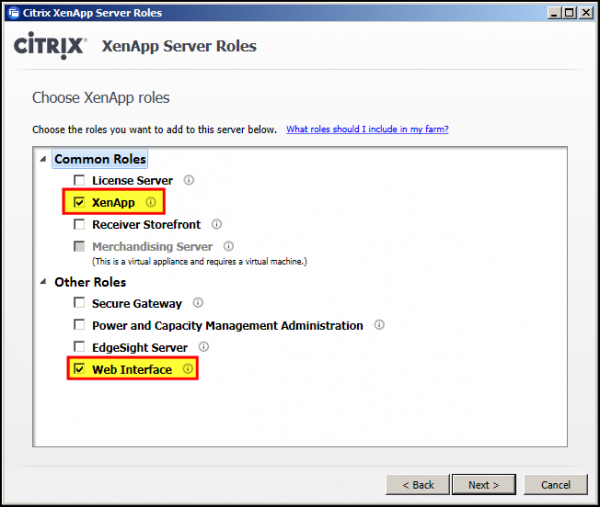 Citrix XenApp Server Roles
CiTRIX® XenApp Server Roles
Choose XenApp roles
Choose the roles you want to add to this server below. What roles should I include in my farm?
Common Roles
License Server
XenApp
Receiver Storefront
Merchandising Server
(This is a virtual appliance and requires a virtual machine.)
Other Roles
Secure Gateway
Power and Capacity Management Administration
EdgeSight Server
Web Interface
< Back Next > Cancel